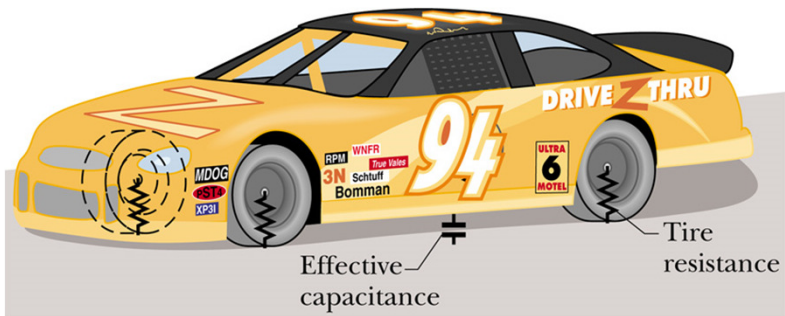 94
Z
DRIVE Z THRU
94
MDOG
PST4
XP3I
RPM
WNFR
True Vales
3N
Schtuff
Bomman
ULTRA
6
MOTEL
Effective
capacitance
Tire
resistance